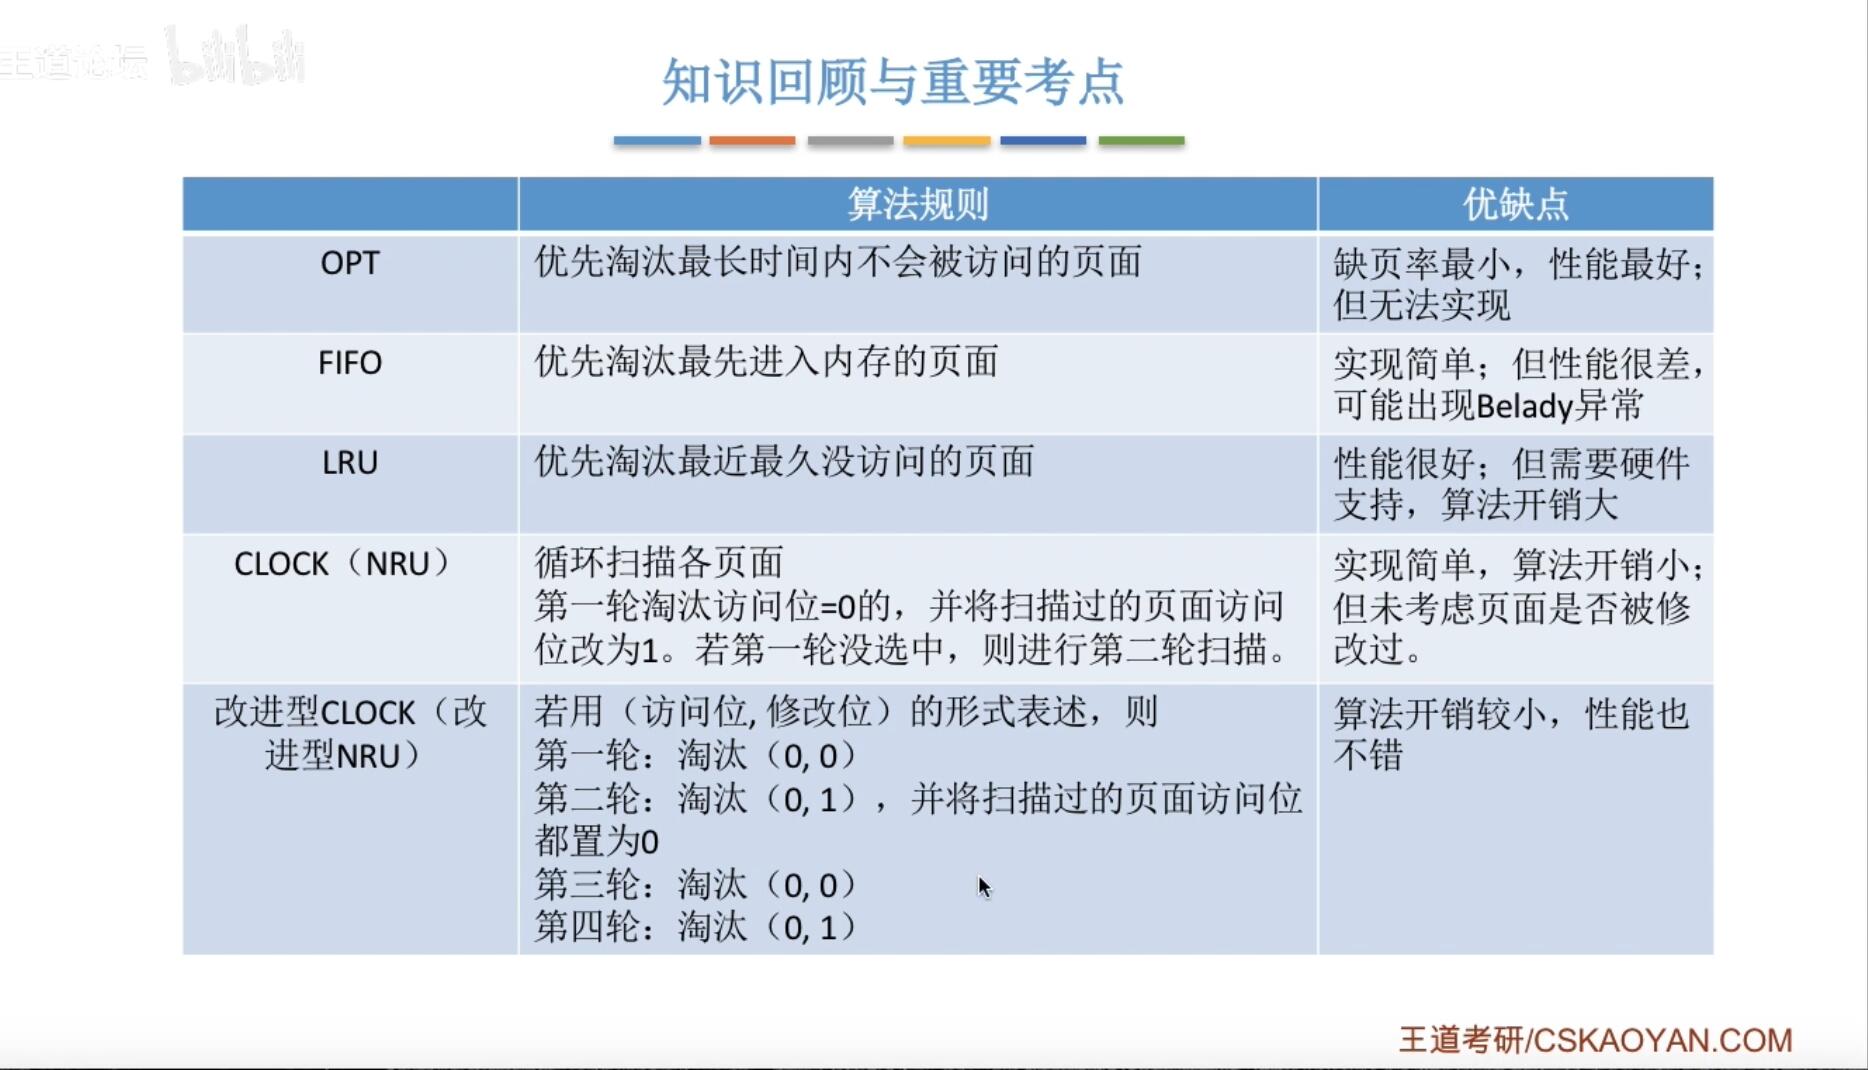 王道论坛 bilibili
知识回顾与重要考点
算法规则
优缺点
OPT
优先淘汰最长时间内不会被访问的页面
缺页率最小，性能最好；
但无法实现
FIFO
优先淘汰最先进入内存的页面
实现简单；但性能很差，
可能出现Belady异常
LRU
优先淘汰最近最久没访问的页面
性能很好；但需要硬件
支持，算法开销大
CLOCK（NRU）
循环扫描各页面
第一轮淘汰访问位=0的，并将扫描过的页面访问
位改为1。若第一轮没选中，则进行第二轮扫描。
实现简单，算法开销小；
但未考虑页面是否被修
改过。
改进型CLOCK（改
进型NRU）
若用（访问位, 修改位）的形式表述，则
第一轮：淘汰（0, 0）
第二轮：淘汰（0, 1），并将扫描过的页面访问位
都置为0
第三轮：淘汰（0, 0）
第四轮：淘汰（0, 1）
算法开销较小，性能也
不错
王道考研/CSKAOYAN.COM